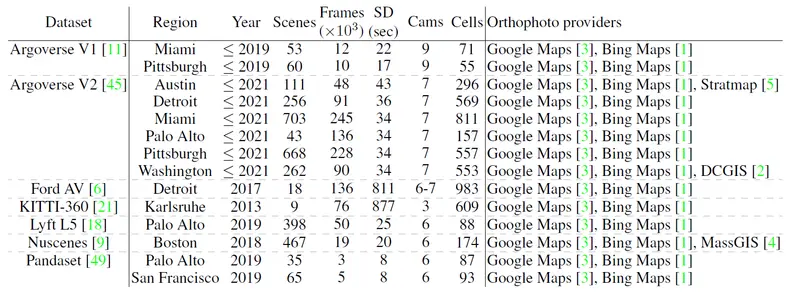 Dataset Region Year Scenes Frames (×10³) SD (sec) Cams Cells Orthophoto providers
Argoverse V1 [11] Miami ≤ 2019 53 12 22 9 71 Google Maps [3], Bing Maps [1]
Pittsburgh ≤ 2019 60 10 17 9 55 Google Maps [3], Bing Maps [1]
Argoverse V2 [45] Austin ≤ 2021 111 48 43 7 296 Google Maps [3], Bing Maps [1], Stratmap [5]
Detroit ≤ 2021 256 91 36 7 569 Google Maps [3], Bing Maps [1]
Miami ≤ 2021 703 245 34 7 811 Google Maps [3], Bing Maps [1]
Palo Alto ≤ 2021 43 136 34 7 157 Google Maps [3], Bing Maps [1]
Pittsburgh ≤ 2021 668 228 34 7 557 Google Maps [3], Bing Maps [1]
Washington ≤ 2021 262 90 34 7 553 Google Maps [3], Bing Maps [1], DCGIS [2]
Ford AV [6] Detroit 2017 18 136 811 6-7 983 Google Maps [3], Bing Maps [1]
KITTI-360 [21] Karlsruhe 2013 9 76 877 3 609 Google Maps [3], Bing Maps [1]
Lyft L5 [18] Palo Alto 2019 398 50 25 6 88 Google Maps [3], Bing Maps [1]
Nuscenes [9] Boston 2018 467 19 20 6 174 Google Maps [3], Bing Maps [1], MassGIS [4]
Pandaset [49] Palo Alto 2019 35 3 8 6 87 Google Maps [3], Bing Maps [1]
San Francisco 2019 65 5 8 6 93 Google Maps [3], Bing Maps [1]